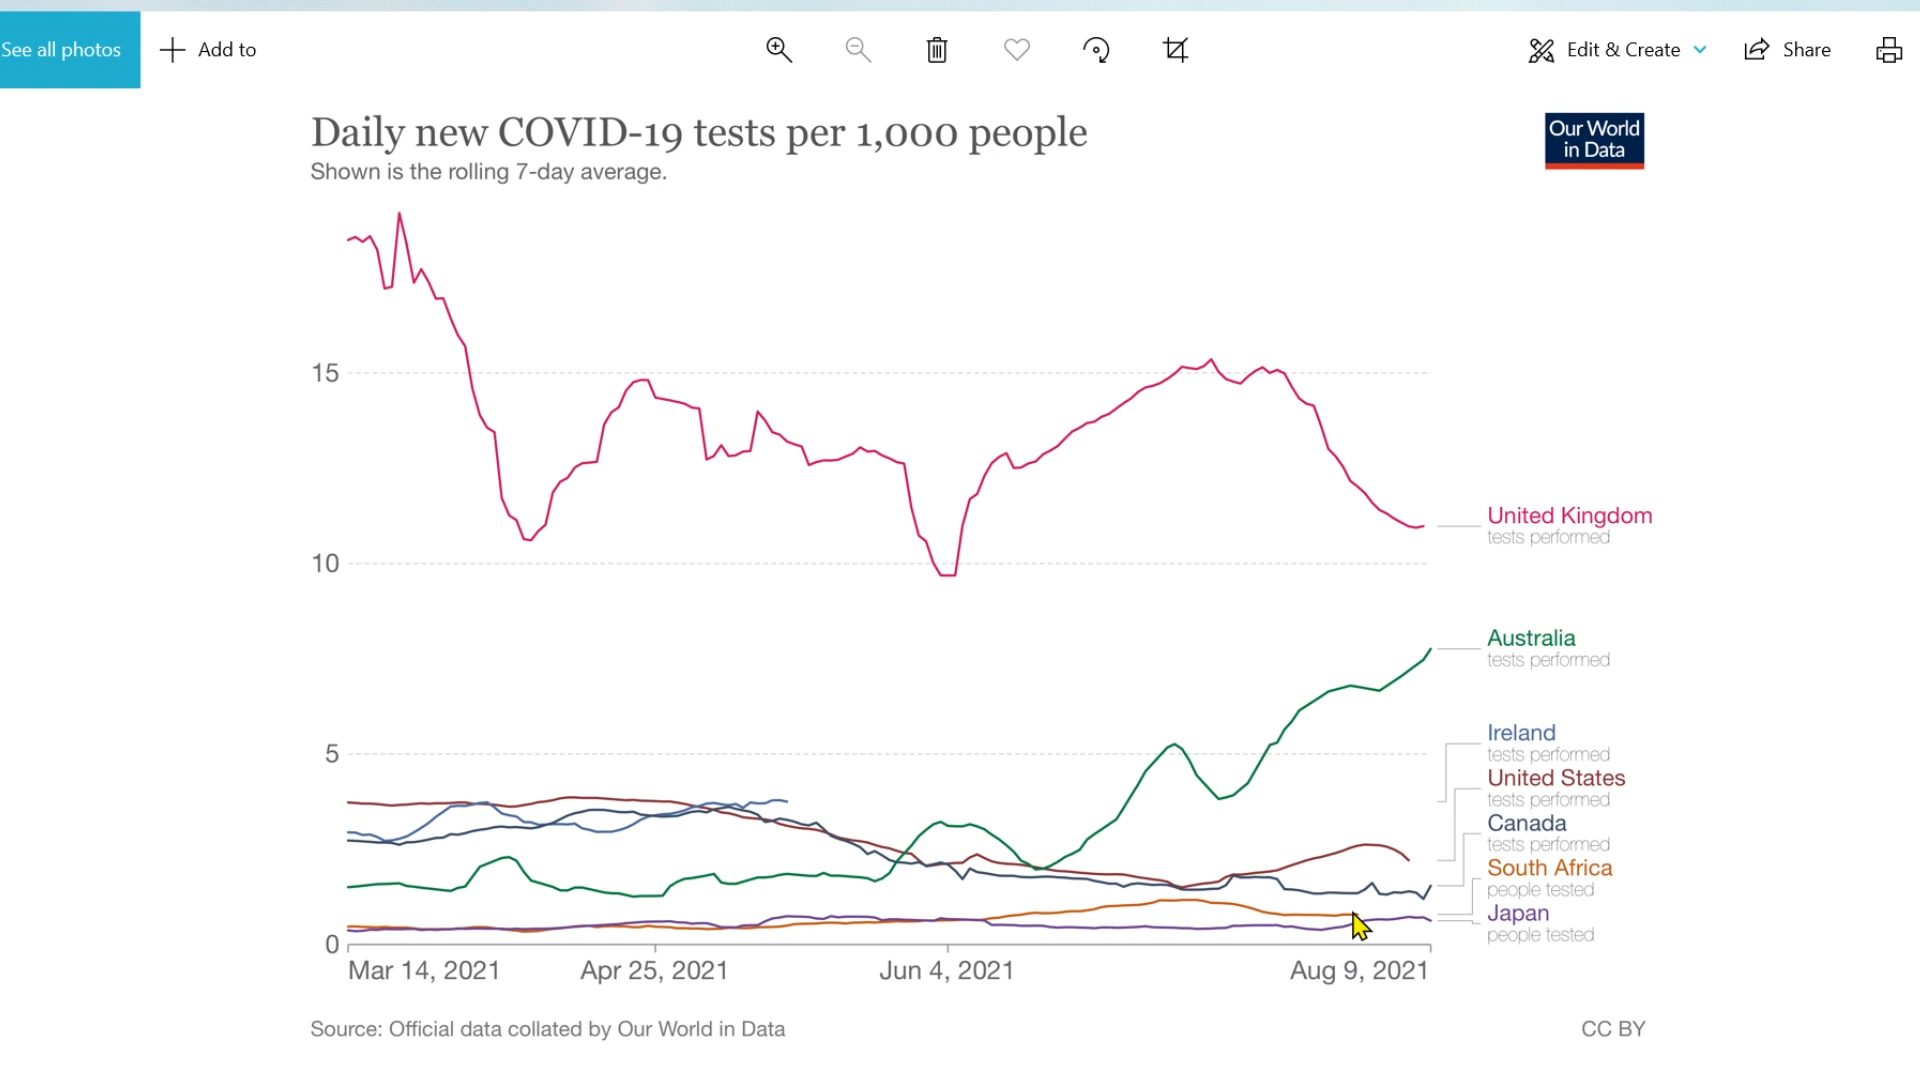 See all photos
Add to
Edit & Create
Share
Daily new COVID-19 tests per 1,000 people
Shown is the rolling 7-day average.
Our World
in Data
15
10
5
0
United Kingdom
tests performed
Australia
tests performed
Ireland
tests performed
United States
tests performed
Canada
tests performed
South Africa
people tested
Japan
people tested
Mar 14, 2021
Apr 25, 2021
Jun 4, 2021
Aug 9, 2021
Source: Official data collated by Our World in Data
CC BY